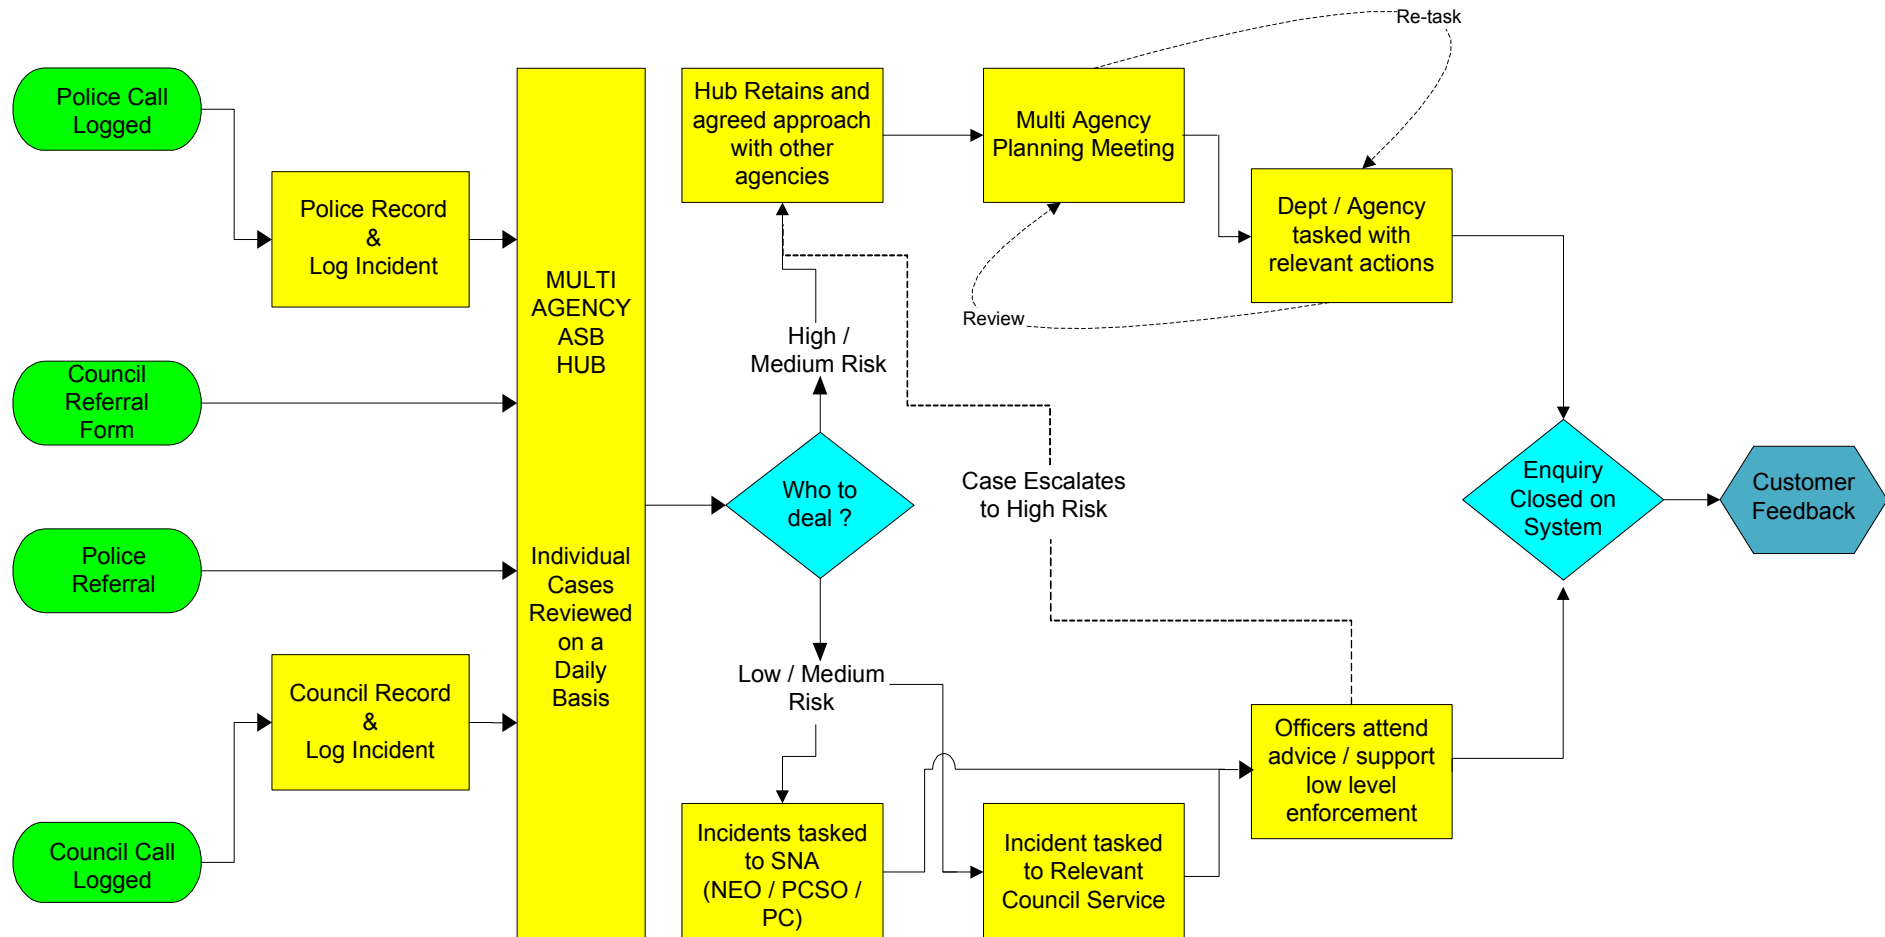 Re-task
Police Call
Logged
Hub Retains and
agreed approach
with other
agencies
Multi Agency
Planning Meeting
Police Record
&
Log Incident
Dept / Agency
tasked with
relevant actions
MULTI
AGENCY
ASB
HUB
Review
High /
Medium Risk
Council
Referral
Form
Who to
deal ?
Case Escalates
to High Risk
Enquiry
Closed on
System
Customer
Feedback
Police
Referral
Individual
Cases
Reviewed
on a
Daily
Basis
Low / Medium
Risk
Council Record
&
Log Incident
Officers attend
advice / support
low level
enforcement
Council Call
Logged
Incidents tasked
to SNA
(NEO / PCSO /
PC)
Incident tasked
to Relevant
Council Service